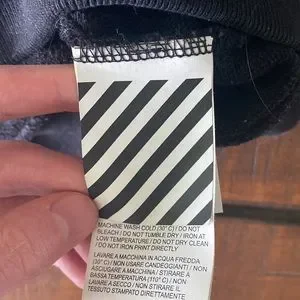 MACHINE WASH COLD (30° C) / DO NOT
BLEACH / DO NOT TUMBLE DRY / IRON AT
LOW TEMPERATURE / DO NOT DRY CLEAN
/ DO NOT IRON PRINT DIRECTLY
LAVARE A MACCHINA IN ACQUA FREDDA
(30°C) / NON USARE CANDEGGIANTI / NON
ASCIUGARE A MACCHINA / STIRARE A
BASSA TEMPERATURA (110°C) / NON
LAVARE A SECCO / NON STIRARE IL
TESSUTO STAMPATO DIRETTAMENTE